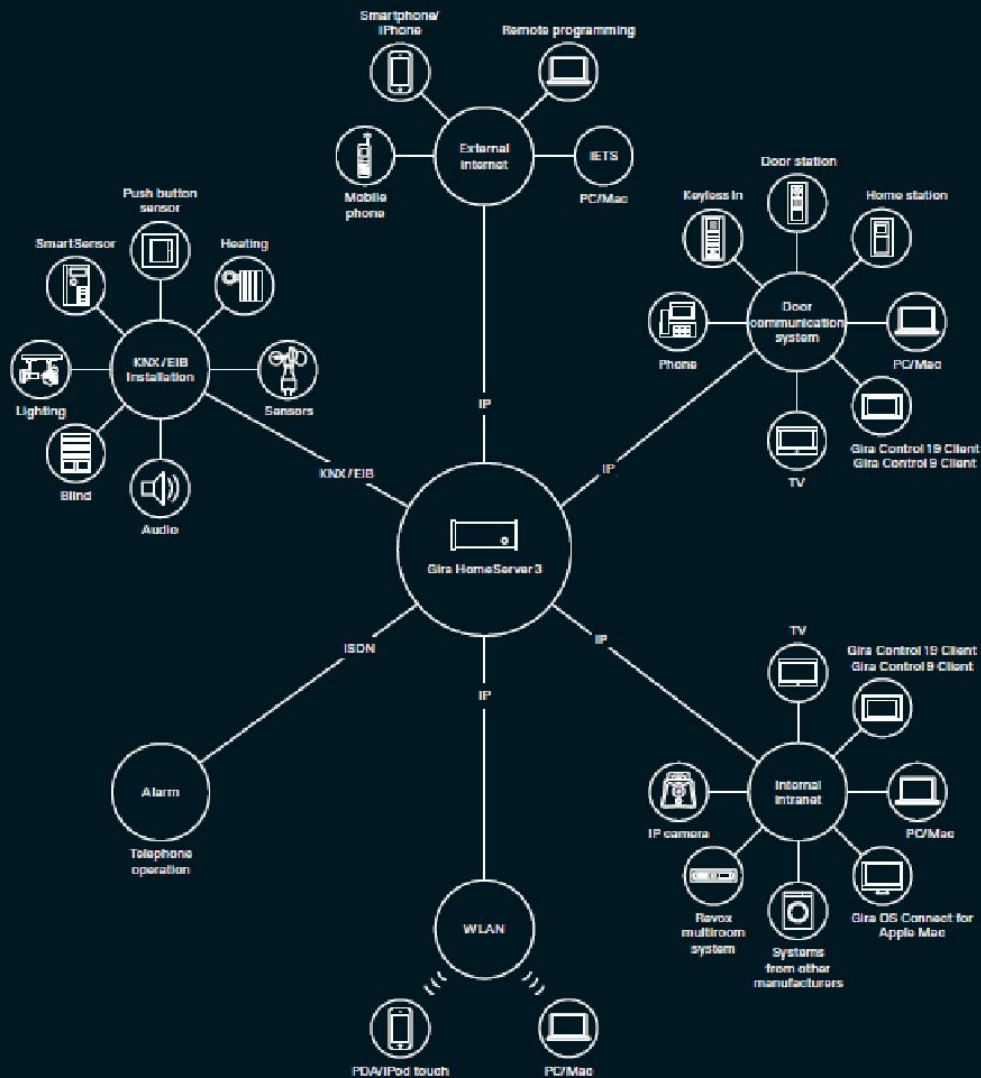 Smartphone/
iPhone
Remote programming
External
Internet
IETS
Mobile
phone
PC/Mac
Door station
Keyless In
Home station
Push button
sensor
SmartSensor
Heating
Door
communication
system
Phone
PC/Mac
KNX/EIB
Installation
Lighting
Sensors
Gira Control 19 Client
Gira Control 9 Client
TV
Blind
Audio
IP
KNX/EIB
IP
Gira HomeServer 3
ISDN
IP
IP
TV
Gira Control 19 Client
Gira Control 9 Client
Alarm
Telephone
operation
Internal
Intranet
IP camera
PC/Mac
Revox
multiroom
system
Systems
from other
manufacturers
Gira OS Connect for
Apple Mac
WLAN
PDA/iPod touch
PC/Mac